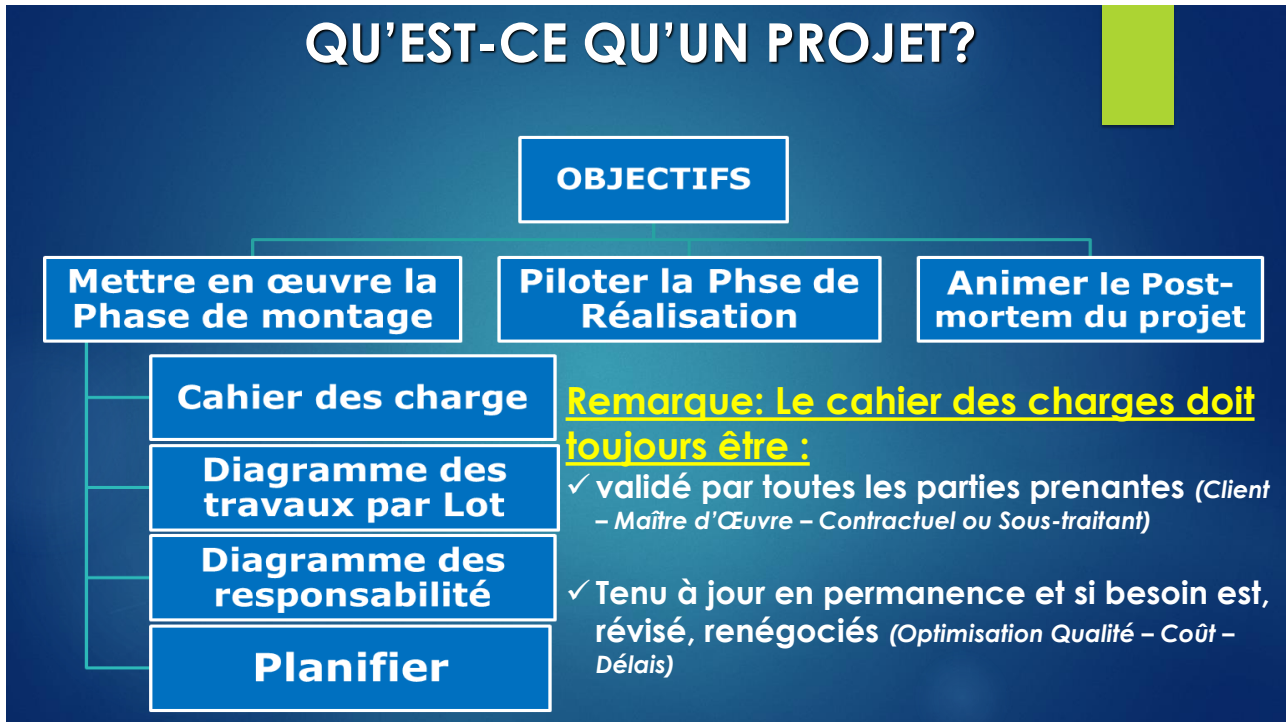 QU'EST-CE QU'UN PROJET?
OBJECTIFS
Mettre en œuvre la
Phase de montage
Piloter la Phse de
Réalisation
Animer le Post-
mortem du projet
Cahier des charge
Diagramme des
travaux par Lot
Diagramme des
responsabilité
Planifier
Remarque: Le cahier des charges doit
toujours être :
✓ validé par toutes les parties prenantes (Client
– Maître d'Œuvre – Contractuel ou Sous-traitant)
✓ Tenu à jour en permanence et si besoin est,
révisé, renégociés (Optimisation Qualité – Coût –
Délais)